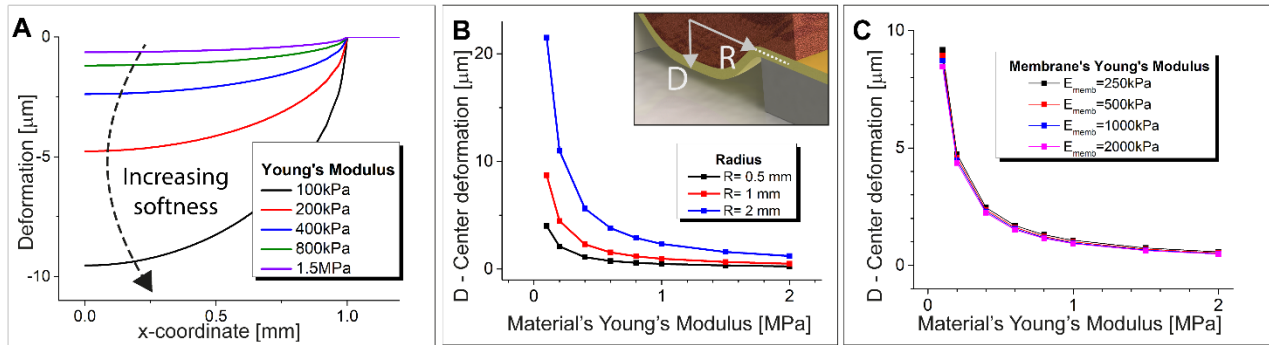 A
Deformation [µm]
0
-5
-10
Increasing
softness
Young's Modulus
100kPa
200kPa
400kPa
800kPa
1.5MPa
0.0
0.5
1.0
x-coordinate [mm]
B
D - Center deformation [µm]
20
10
0
D
R
Radius
R= 0.5 mm
R= 1 mm
R= 2 mm
0
1
2
Material's Young's Modulus [MPa]
C
D - Center deformation [µm]
10
5
0
Membrane's Young's Modulus
Ememb=250kPa
Ememb=500kPa
Ememb=1000kPa
Ememb=2000kPa
0
1
2
Material's Young's Modulus [MPa]